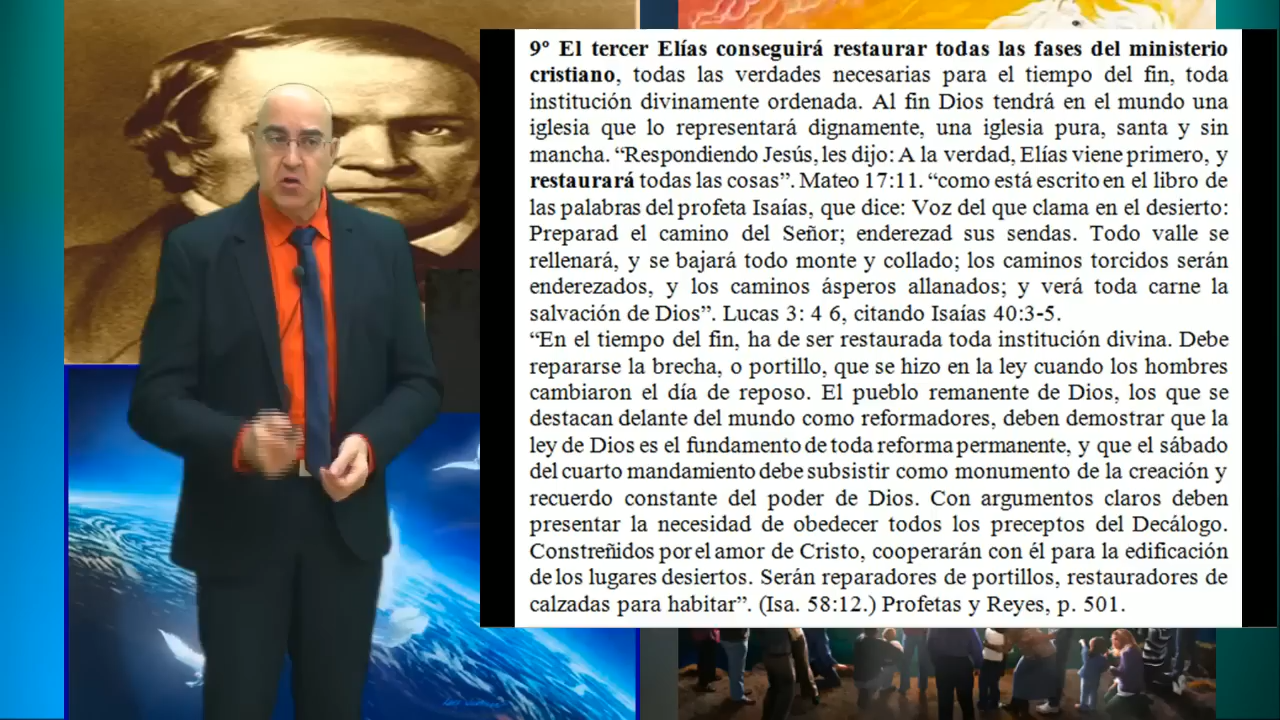 9º El tercer Elías conseguirá restaurar todas las fases del ministerio
cristiano, todas las verdades necesarias para el tiempo del fin, toda
institución divinamente ordenada. Al fin Dios tendrá en el mundo una
iglesia que lo representará dignamente, una iglesia pura, santa y sin
mancha. “Respondiendo Jesús, les dijo: A la verdad, Elías viene primero, y
restaurará todas las cosas”. Mateo 17:11. “como está escrito en el libro de
las palabras del profeta Isaías, que dice: Voz del que clama en el desierto:
Preparad el camino del Señor; enderezad sus sendas. Todo valle se
rellenará, y se bajará todo monte y collado; los caminos torcidos serán
enderezados, y los caminos ásperos allanados; y verá toda carne la
salvación de Dios”. Lucas 3: 4 6, citando Isaías 40:3-5.
“En el tiempo del fin, ha de ser restaurada toda institución divina. Debe
repararse la brecha, o portillo, que se hizo en la ley cuando los hombres
cambiaron el día de reposo. El pueblo remanente de Dios, los que se
destacan delante del mundo como reformadores, deben demostrar que la
ley de Dios es el fundamento de toda reforma permanente, y que el sábado
del cuarto mandamiento debe subsistir como monumento de la creación y
recuerdo constante del poder de Dios. Con argumentos claros deben
presentar la necesidad de obedecer todos los preceptos del Decálogo.
Constreñidos por el amor de Cristo, cooperarán con él para la edificación
de los lugares desiertos. Serán reparadores de portillos, restauradores de
calzadas para habitar”. (Isa. 58:12.) Profetas y Reyes, p. 501.